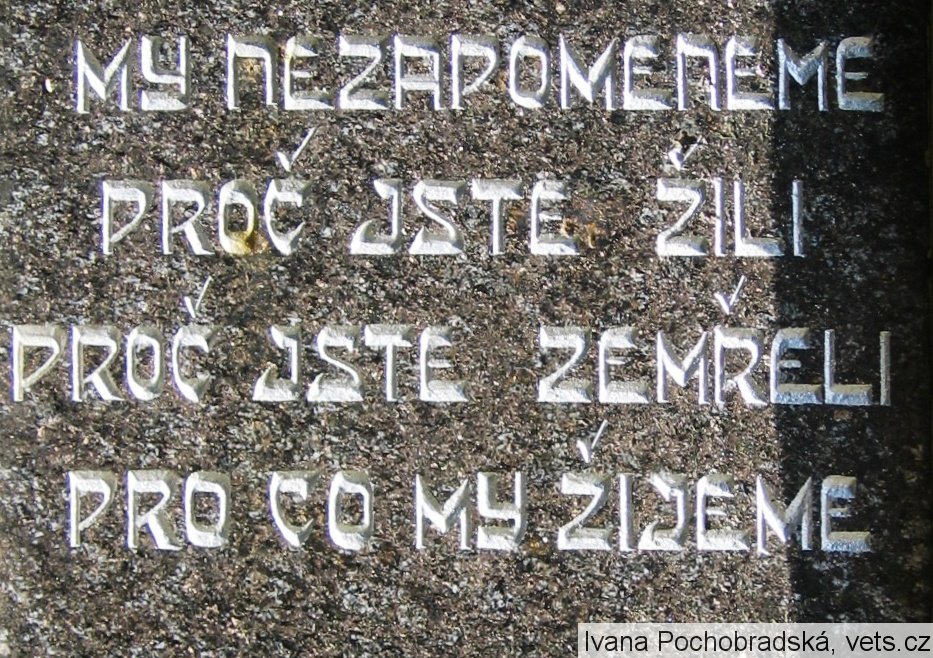 MY NEZAPOMENEME
PROČ JSTE ŽILI
PROČ JSTE ZEMŘELI
PRO CO MY ŽIJEME
Ivana Pochobradská, vets.cz